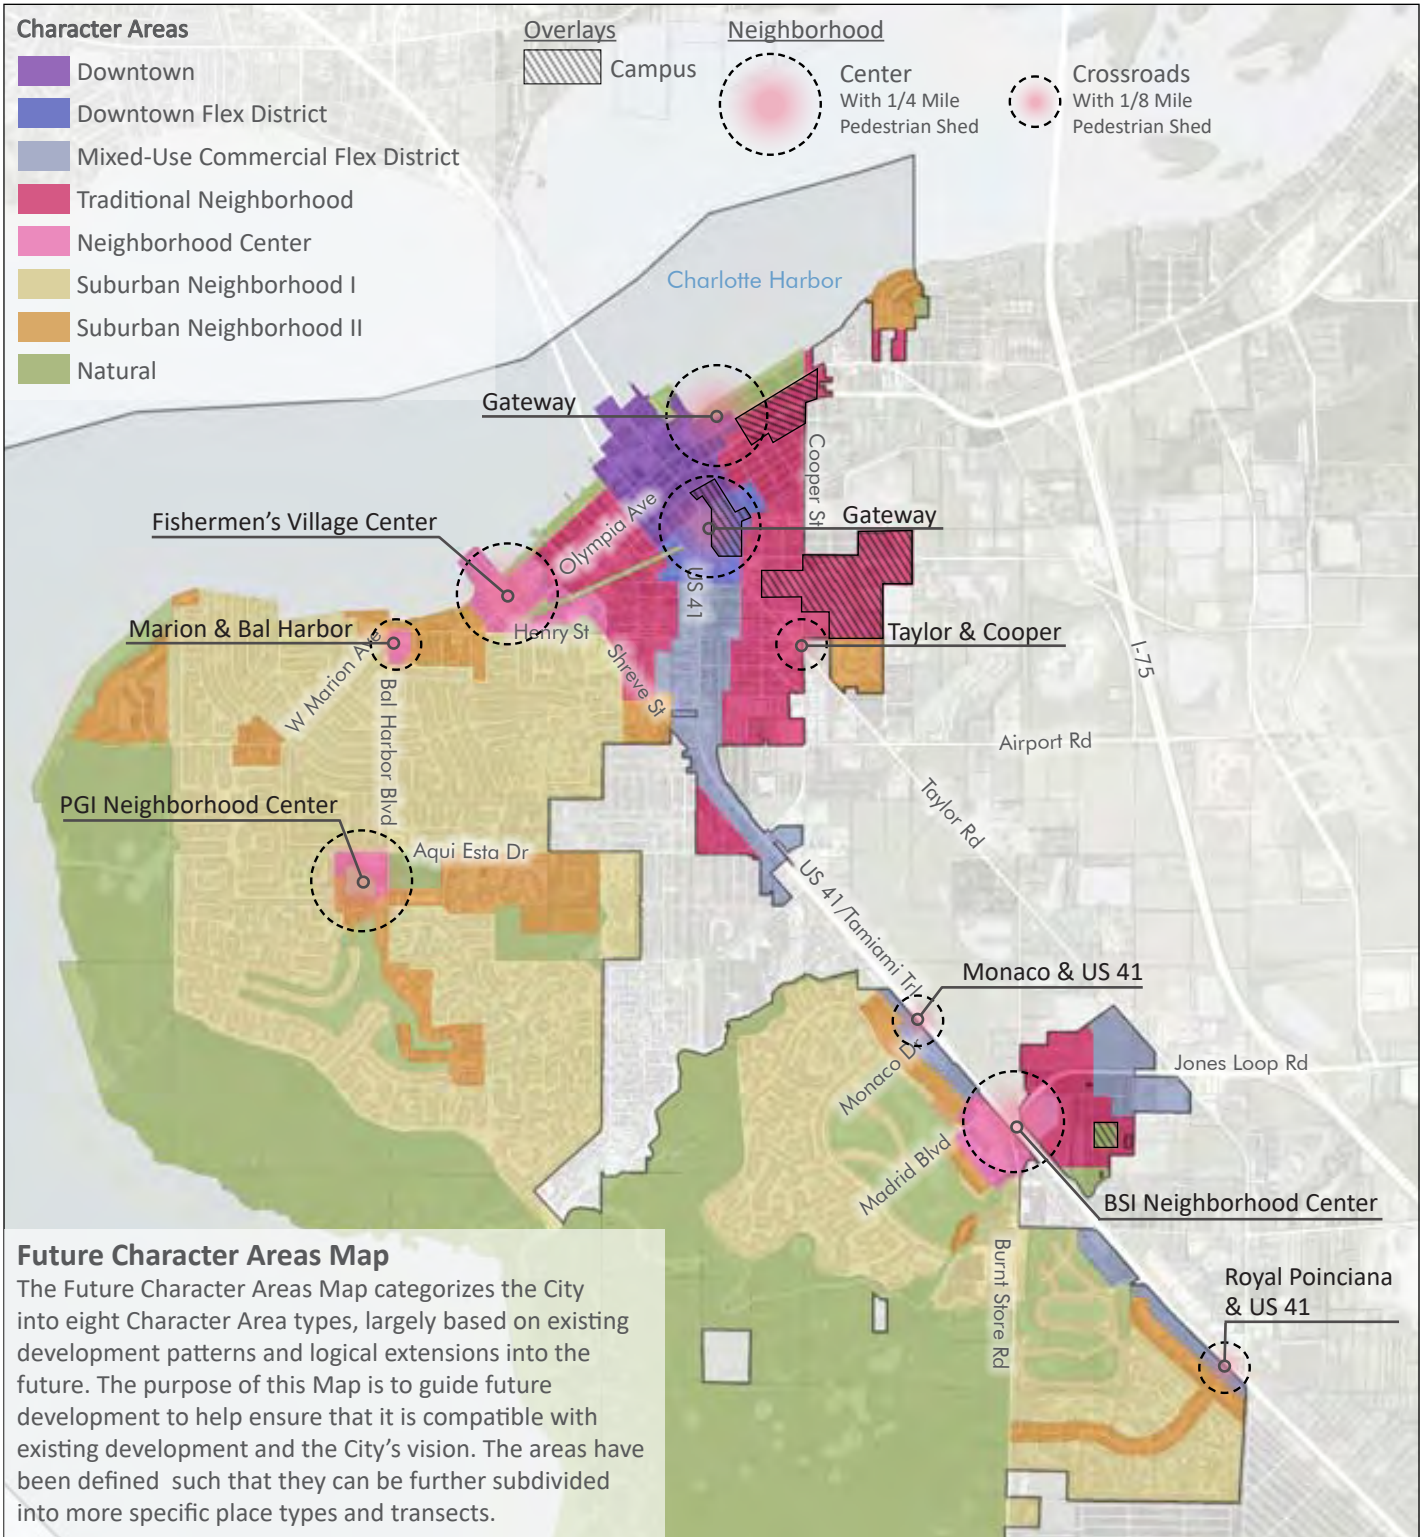 Character Areas
Downtown
Downtown Flex District
Mixed-Use Commercial Flex District
Traditional Neighborhood
Neighborhood Center
Suburban Neighborhood I
Suburban Neighborhood II
Natural
Overlays
Campus
Neighborhood
Center
With 1/4 Mile
Pedestrian Shed
Crossroads
With 1/8 Mile
Pedestrian Shed
Charlotte Harbor
Gateway
Cooper St
Fishermen's Village Center
Olympia Ave
Gateway
US 41
Marion & Bal Harbor
Henry St
Taylor & Cooper
W Marion Ave
Shreve St
I-75
Bal Harbor Blvd
Airport Rd
PGI Neighborhood Center
Taylor Rd
Aqui Esta Dr
US 41/Tamiami Trl
Monaco & US 41
Monaco Dr
Jones Loop Rd
Madrid Blvd
BSI Neighborhood Center
Burnt Store Rd
Royal Poinciana
& US 41
Future Character Areas Map
The Future Character Areas Map categorizes the City
into eight Character Area types, largely based on existing
development patterns and logical extensions into the
future. The purpose of this Map is to guide future
development to help ensure that it is compatible with
existing development and the City's vision. The areas have
been defined  such that they can be further subdivided
into more specific place types and transects.